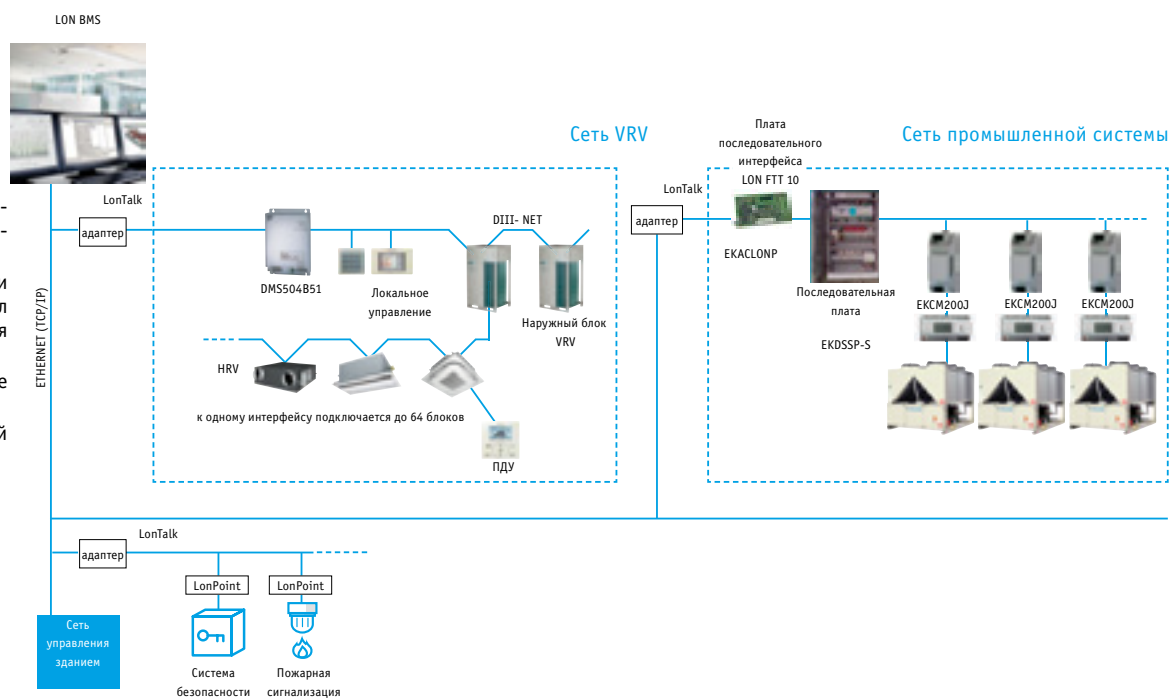 LON BMS
Сеть VRV
Плата
последовательного
интерфейса
LON FTT 10
Сеть промышленной системы
LonTalk
адаптер
DMS504B51
Локальное
управление
DIII- NET
Наружный блок
VRV
HRV
к одному интерфейсу подключается до 64 блоков
ПДУ
LonTalk
адаптер
EKACLONP
Последовательная
плата
EKDSSP-S
EKCM200J
EKCM200J
EKCM200J
-
-
и
л
я
е
й
ETHERNET (TCP/IP)
LonTalk
адаптер
LonPoint
LonPoint
Система
безопасности
Пожарная
сигнализация
Сеть
управления
зданием